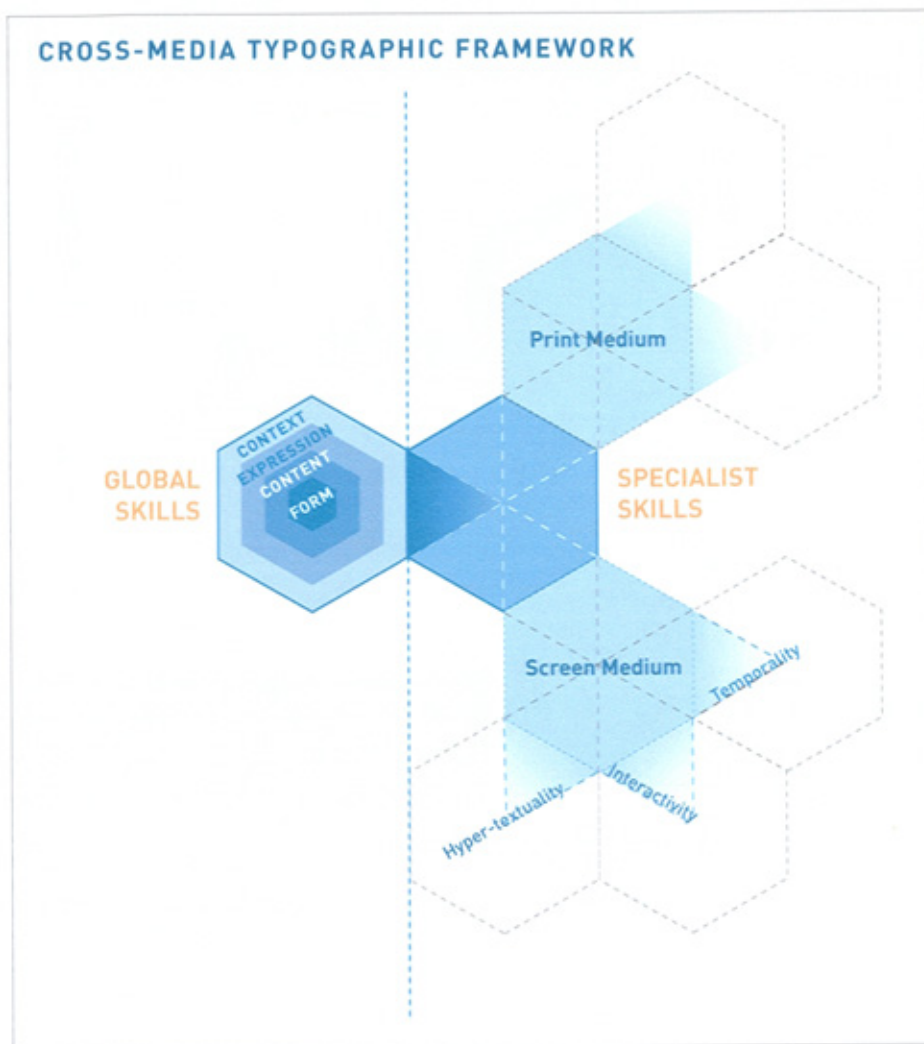 CROSS-MEDIA TYPOGRAPHIC FRAMEWORK
Print Medium
CONTEXT
EXPRESSION
CONTENT
FORM
GLOBAL
SKILLS
SPECIALIST
SKILLS
Screen Medium
Temporality
Interactivity
Hyper-textuality